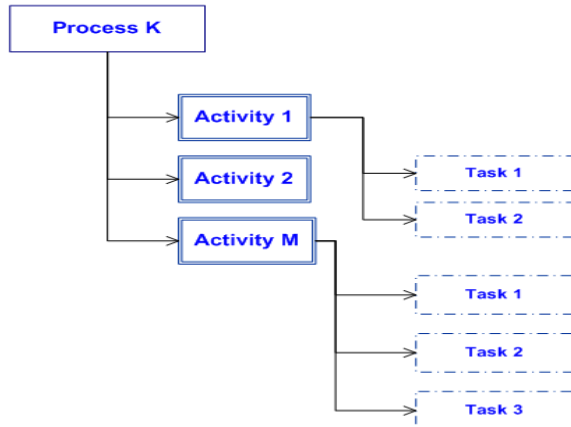 Process K
Activity 1
Task 1
Activity 2
Task 2
Activity M
Task 1
Task 2
Task 3